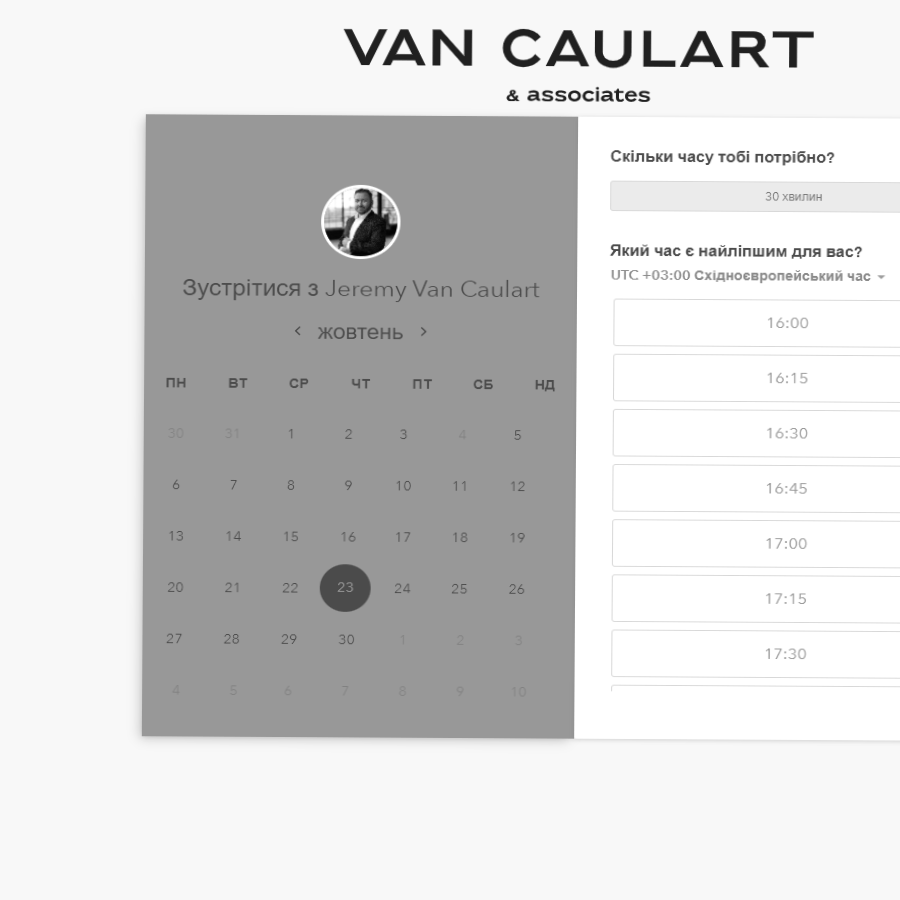 VAN CAULART
& associates
Зустрітися з Jeremy Van Caulart
‹ жовтень ›
ПН ВТ СР ЧТ ПТ СБ НД
30 31 1 2 3 4 5
6 7 8 9 10 11 12
13 14 15 16 17 18 19
20 21 22 23 24 25 26
27 28 29 30 1 2 3
4 5 6 7 8 9 10
Скільки часу тобі потрібно?
30 хвилин
Який час є найліпшим для вас?
UTC +03:00 Східноєвропейський час
16:00
16:15
16:30
16:45
17:00
17:15
17:30